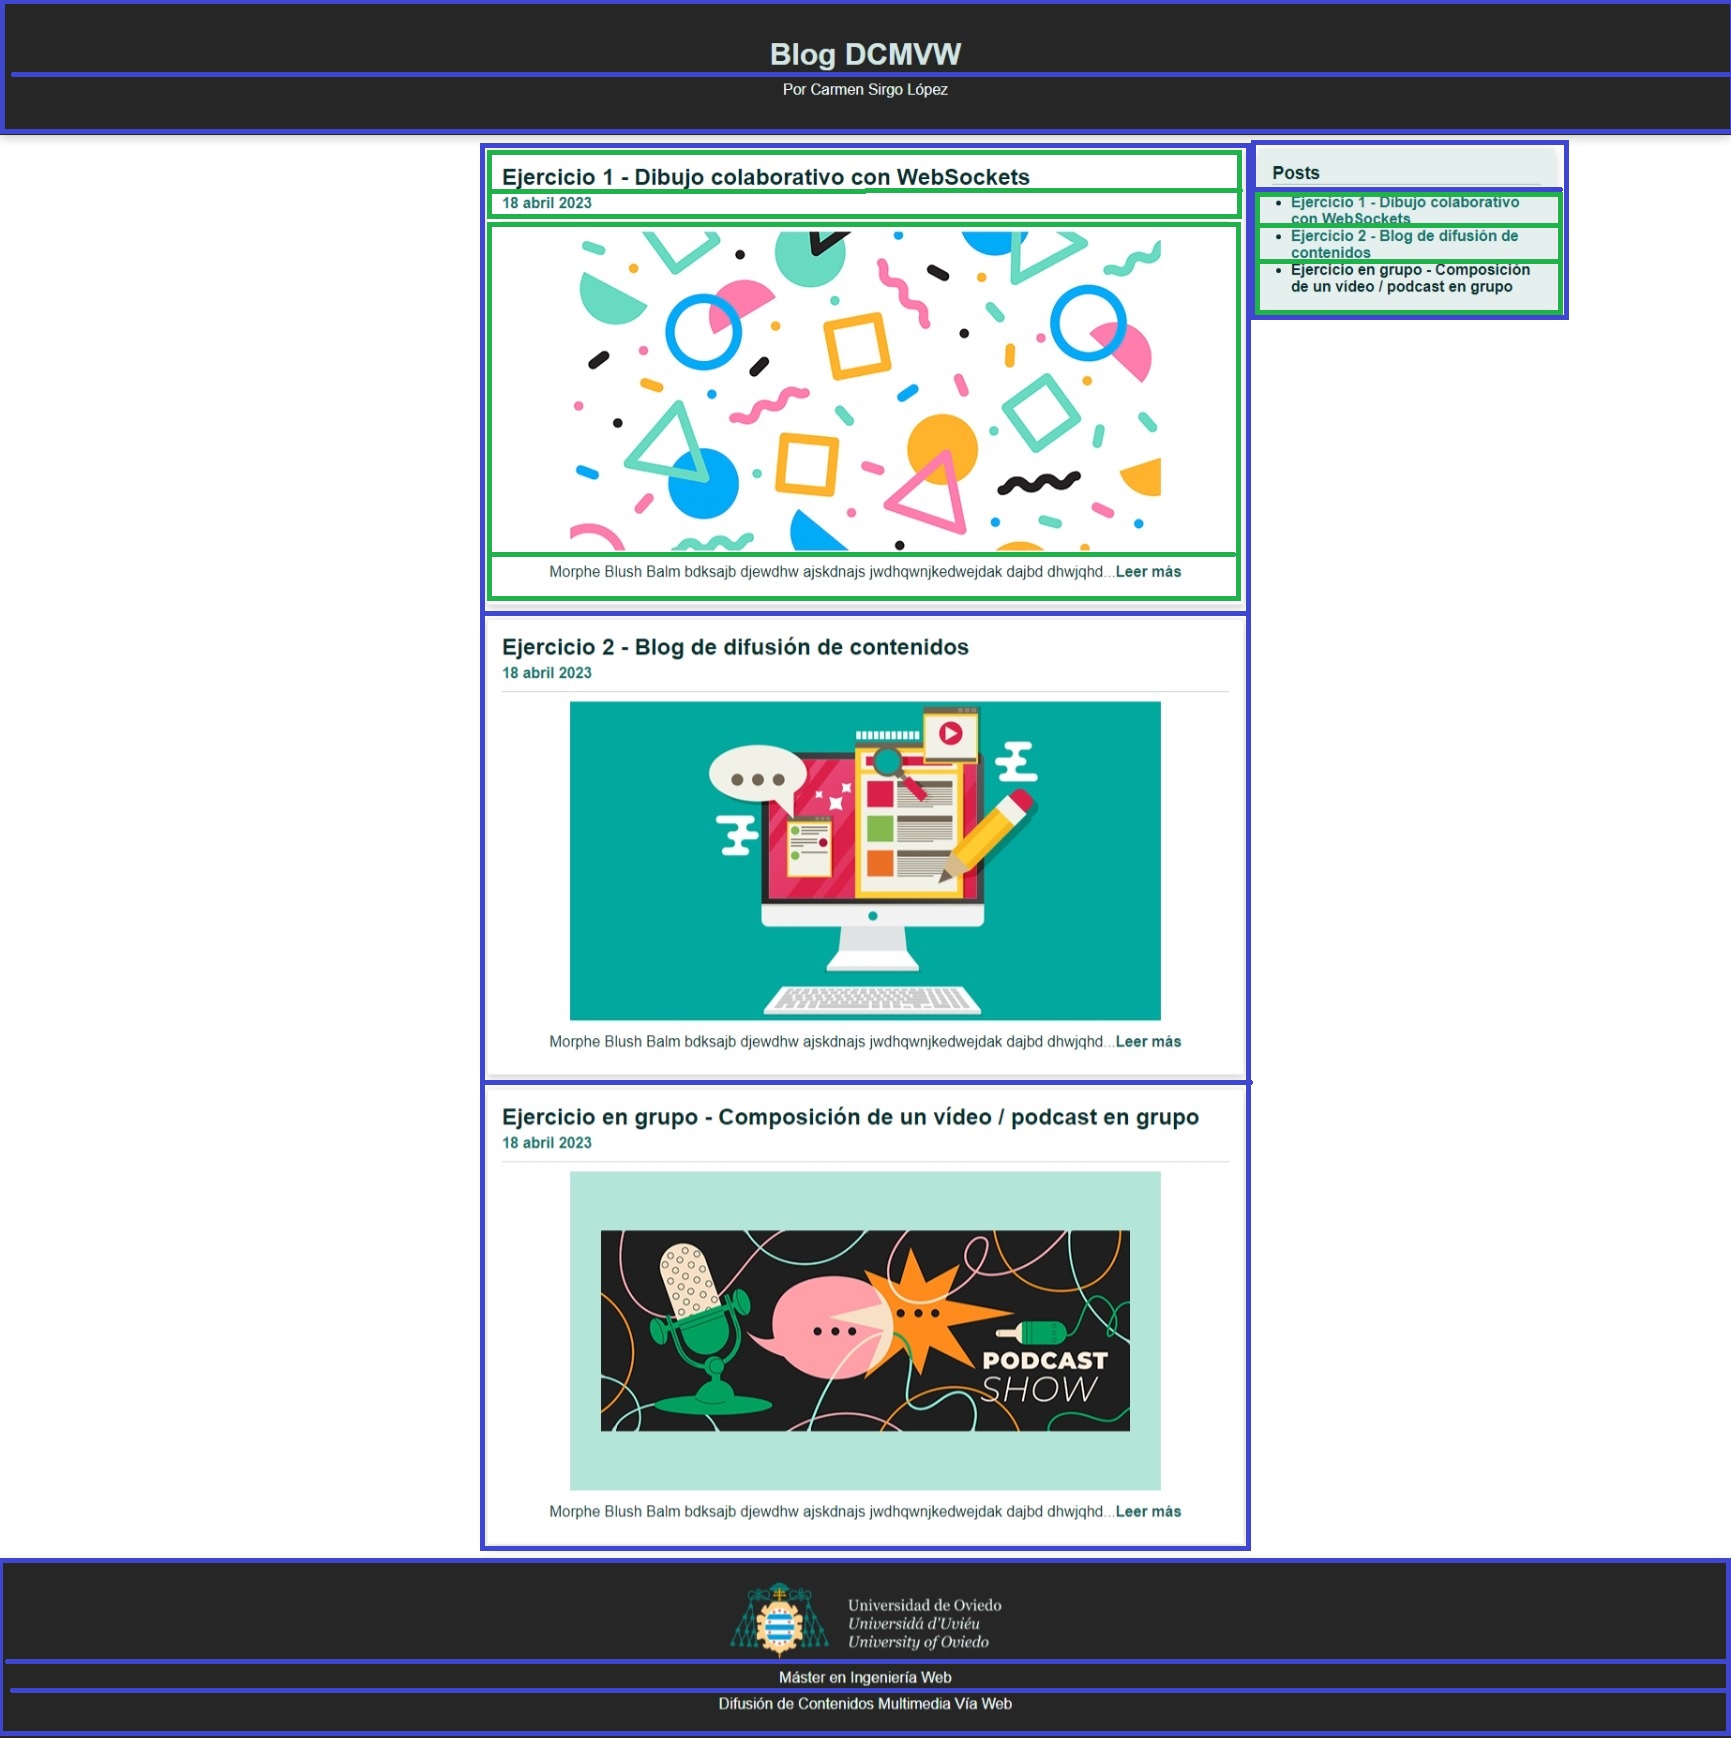 Blog DCMVW
Por Carmen Sirgo López
Ejercicio 1 - Dibujo colaborativo con WebSockets
18 abril 2023
Morphe Blush Balm bdksajb djewdhw ajskdnajs jwdhqwnjkedwejdak dajbd dhwjqhd...Leer más
Ejercicio 2 - Blog de difusión de contenidos
18 abril 2023
Morphe Blush Balm bdksajb djewdhw ajskdnajs jwdhqwnjkedwejdak dajbd dhwjqhd...Leer más
Ejercicio en grupo - Composición de un vídeo / podcast en grupo
18 abril 2023
PODCAST
SHOW
Morphe Blush Balm bdksajb djewdhw ajskdnajs jwdhqwnjkedwejdak dajbd dhwjqhd...Leer más
Posts
Ejercicio 1 - Dibujo colaborativo
con WebSockets
Ejercicio 2 - Blog de difusión de
contenidos
Ejercicio en grupo - Composición
de un vídeo / podcast en grupo
Universidad de Oviedo
Universidá d'Uviéu
University of Oviedo
Máster en Ingeniería Web
Difusión de Contenidos Multimedia Vía Web